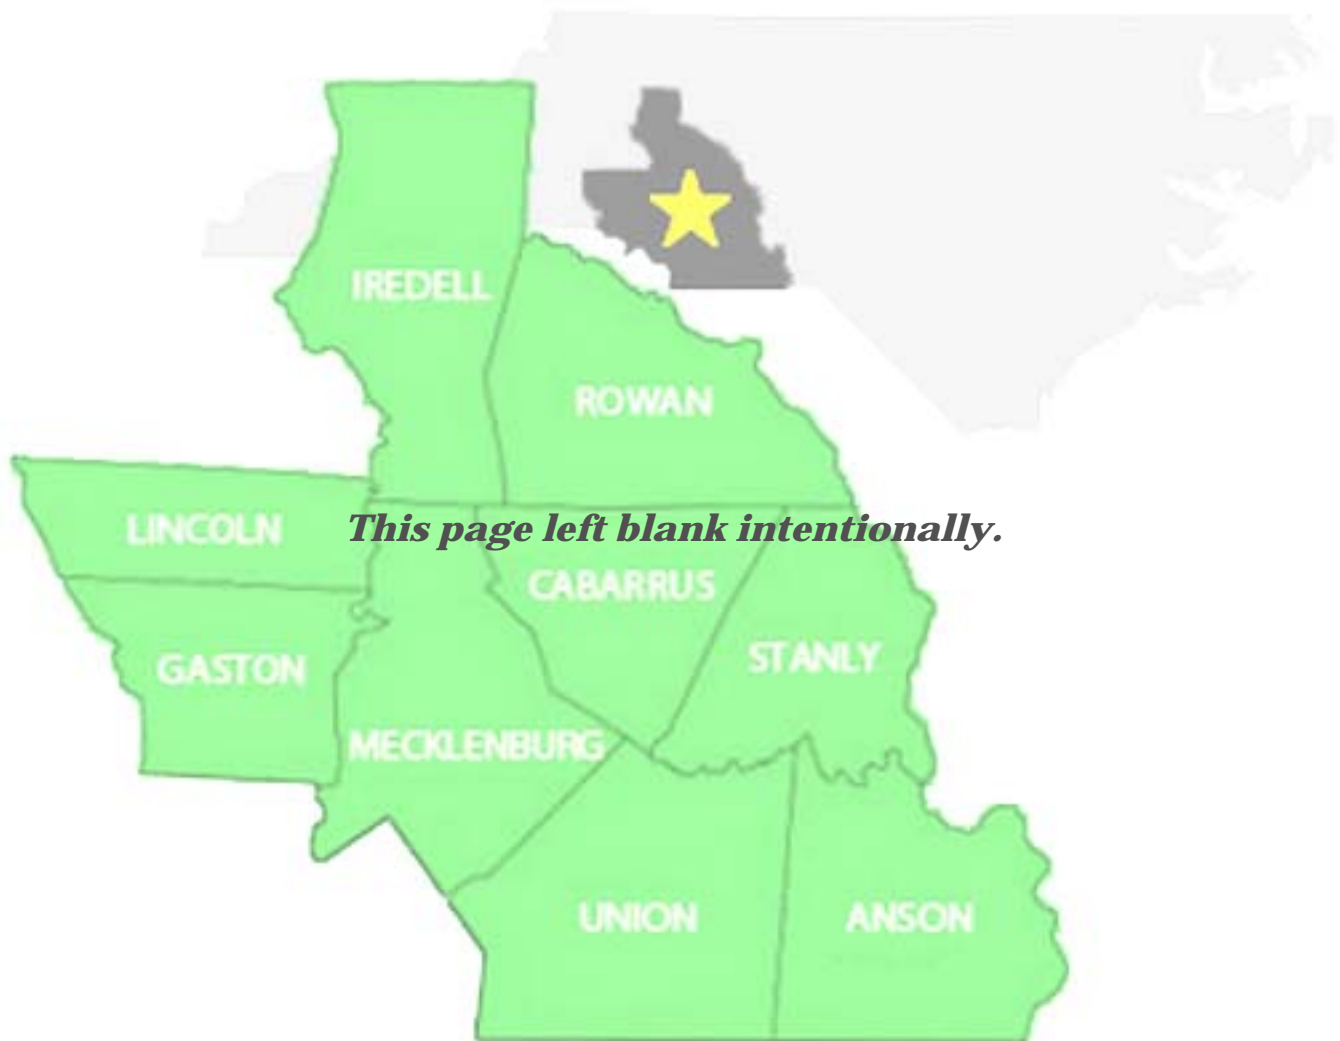 IREDELL
ROWAN
LINCOLN
This page left blank intentionally.
CABARRUS
STANLY
GASTON
MECKLENBURG
UNION
ANSON